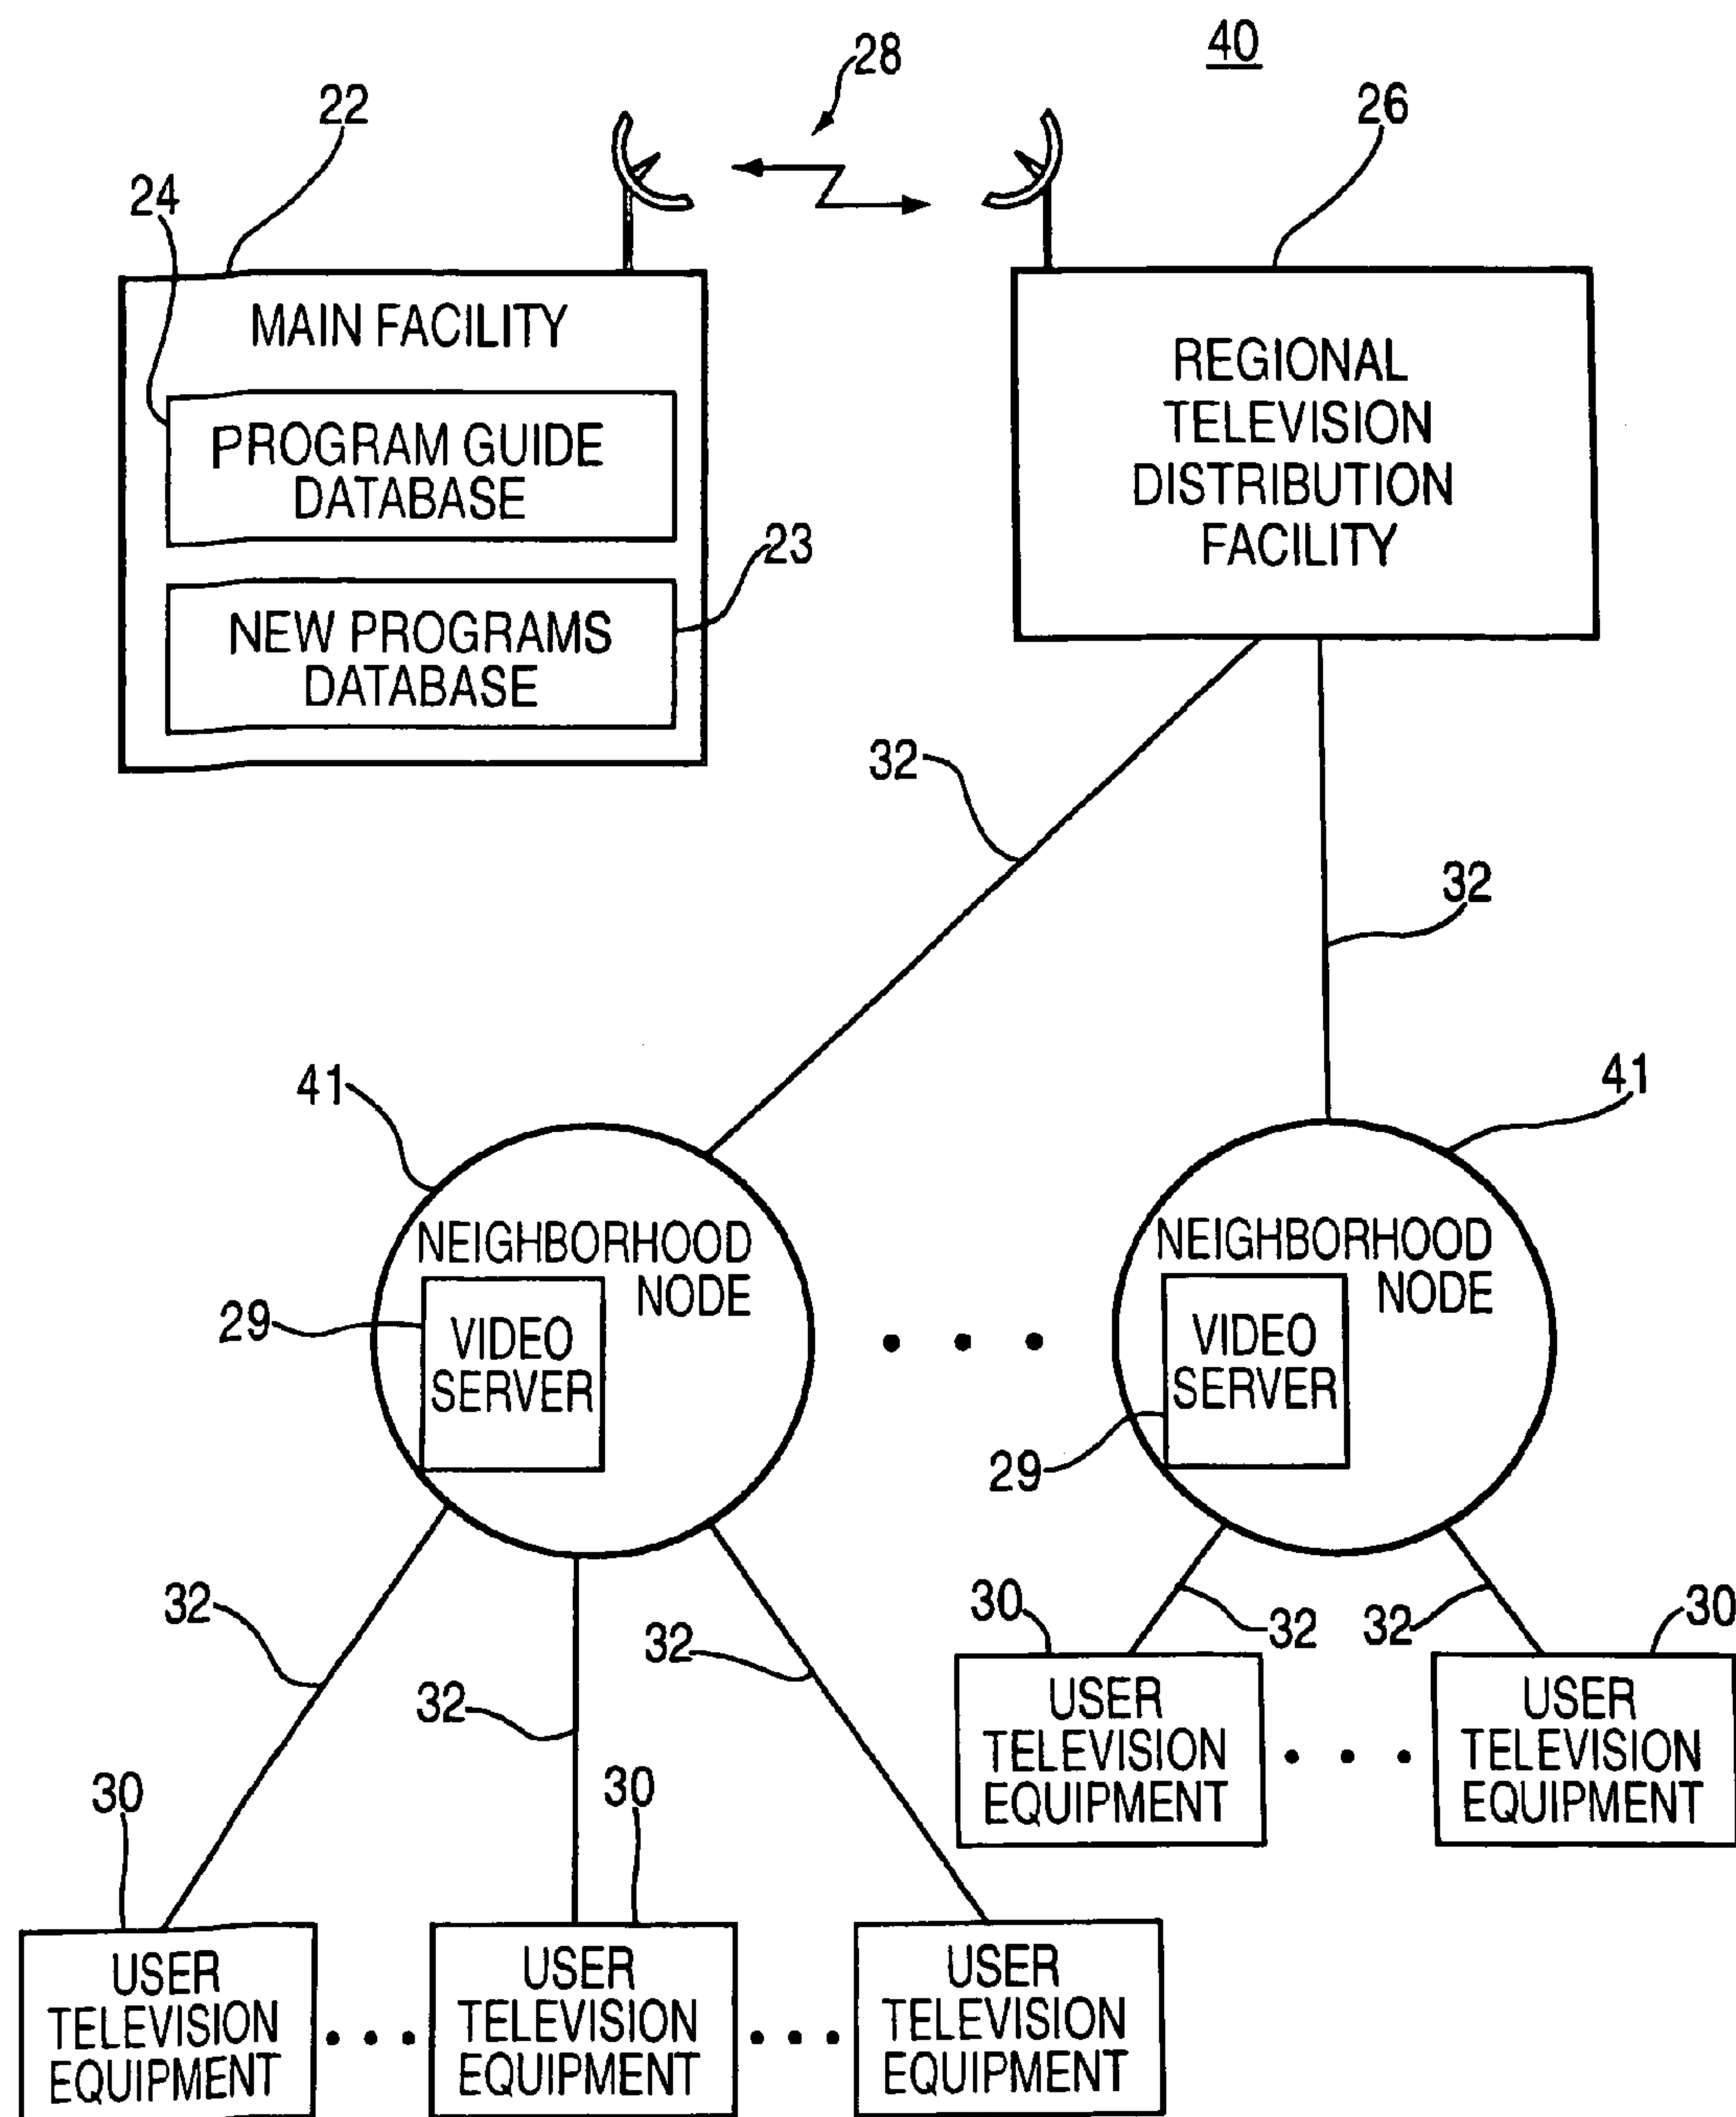 40
28
22
26
24
MAIN FACILITY
PROGRAM GUIDE
DATABASE
23
NEW PROGRAMS
DATABASE
REGIONAL
TELEVISION
DISTRIBUTION
FACILITY
32
32
41
41
NEIGHBORHOOD
NODE
29
VIDEO
SERVER
NEIGHBORHOOD
NODE
VIDEO
SERVER
29
32
32
32
30
32
32
30
USER
TELEVISION
EQUIPMENT
USER
TELEVISION
EQUIPMENT
30
30
USER
TELEVISION
EQUIPMENT
USER
TELEVISION
EQUIPMENT
USER
TELEVISION
EQUIPMENT